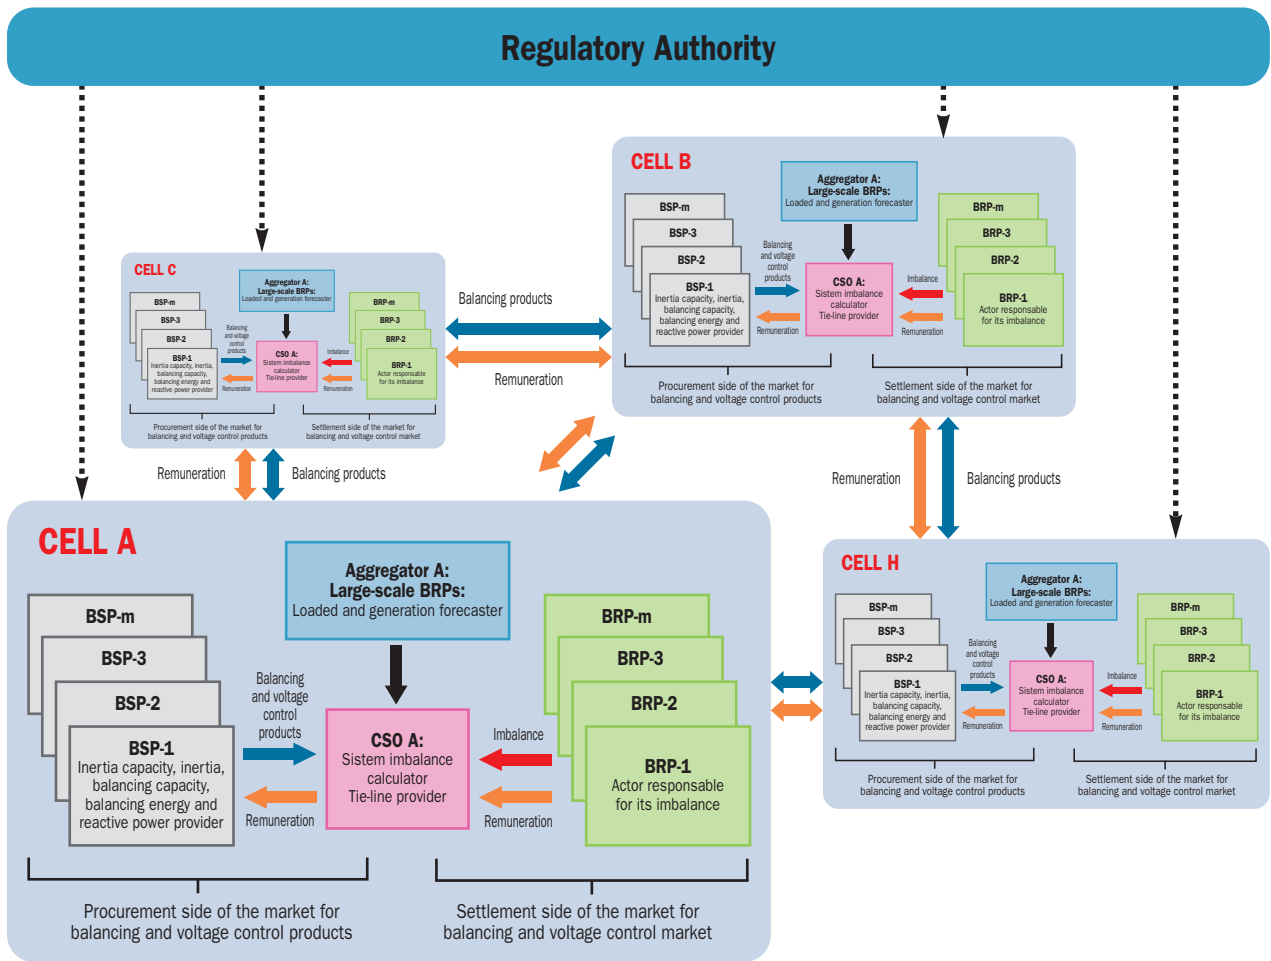 Regulatory Authority
CELL B
Aggregator A:
Large-scale BRPs:
Loaded and generation forecaster
BSP-m
BSP-3
BSP-2
BSP-1
Inertia capacity, inertia,
balancing capacity,
balancing energy and
reactive power provider
Balancing
and voltage
control
products
Remuneration
CSO A:
Sistem imbalance
calculator
Tie-line provider
Imbalance
Remuneration
BRP-m
BRP-3
BRP-2
BRP-1
Actor responsable
for its imbalance
Procurement side of the market for
balancing and voltage control products
Settlement side of the market for
balancing and voltage control market
CELL C
Aggregator A:
Large-scale BRPs:
Loaded and generation forecaster
BSP-m
BSP-3
BSP-2
BSP-1
Inertia capacity, inertia,
balancing capacity,
balancing energy and
reactive power provider
Balancing
and voltage
control
products
Remuneration
CSO A:
Sistem imbalance
calculator
Tie-line provider
Imbalance
Remuneration
BRP-m
BRP-3
BRP-2
BRP-1
Actor responsable
for its imbalance
Procurement side of the market for
balancing and voltage control products
Settlement side of the market for
balancing and voltage control market
Balancing products
Remuneration
Remuneration
Balancing products
Remuneration
Balancing products
CELL A
Aggregator A:
Large-scale BRPs:
Loaded and generation forecaster
BSP-m
BSP-3
BSP-2
BSP-1
Inertia capacity, inertia,
balancing capacity,
balancing energy and
reactive power provider
Balancing
and voltage
control
products
Remuneration
CSO A:
Sistem imbalance
calculator
Tie-line provider
Imbalance
Remuneration
BRP-m
BRP-3
BRP-2
BRP-1
Actor responsable
for its imbalance
Procurement side of the market for
balancing and voltage control products
Settlement side of the market for
balancing and voltage control market
CELL H
Aggregator A:
Large-scale BRPs:
Loaded and generation forecaster
BSP-m
BSP-3
BSP-2
BSP-1
Inertia capacity, inertia,
balancing capacity,
balancing energy and
reactive power provider
Balancing
and voltage
control
products
Remuneration
CSO A:
Sistem imbalance
calculator
Tie-line provider
Imbalance
Remuneration
BRP-m
BRP-3
BRP-2
BRP-1
Actor responsable
for its imbalance
Procurement side of the market for
balancing and voltage control products
Settlement side of the market for
balancing and voltage control market